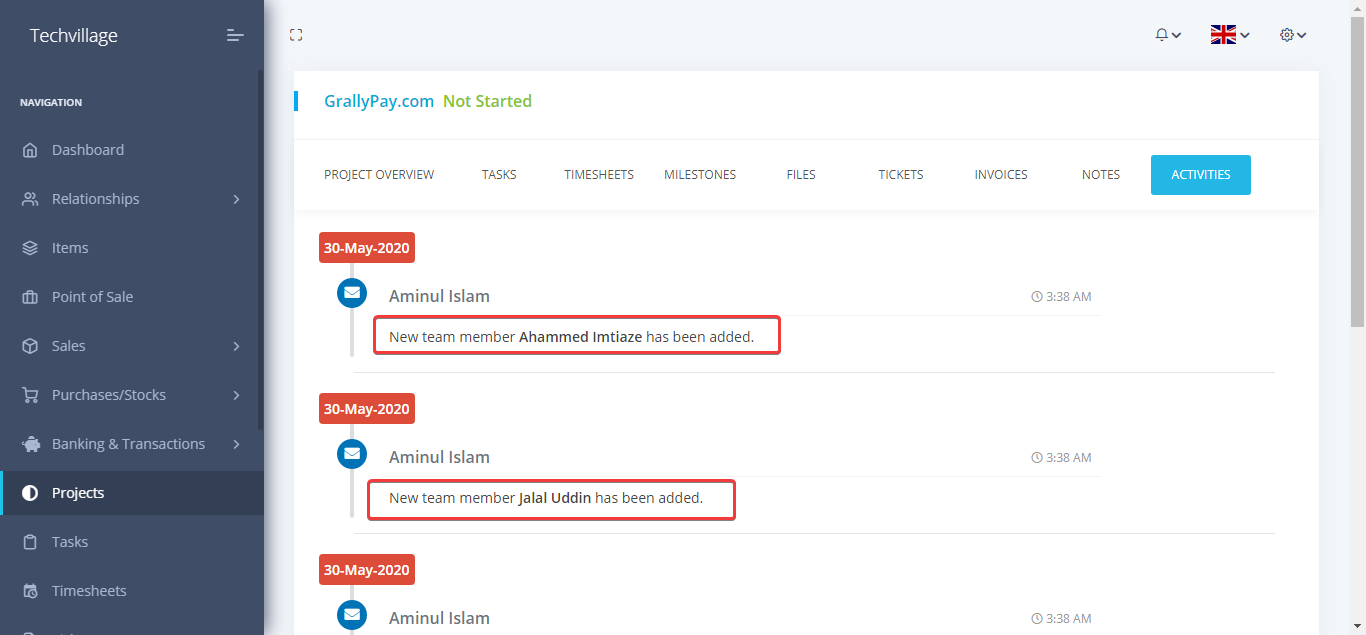 Techvillage
NAVIGATION
Dashboard
Relationships
Items
Point of Sale
Sales
Purchases/Stocks
Banking & Transactions
Projects
Tasks
Timesheets
GrallyPay.com Not Started
PROJECT OVERVIEW TASKS TIMESHEETS MILESTONES FILES TICKETS INVOICES NOTES ACTIVITIES
30-May-2020
Aminul Islam 3:38 AM
New team member Ahammed Imtiaze has been added.
30-May-2020
Aminul Islam 3:38 AM
New team member Jalal Uddin has been added.
30-May-2020
Aminul Islam 3:38 AM